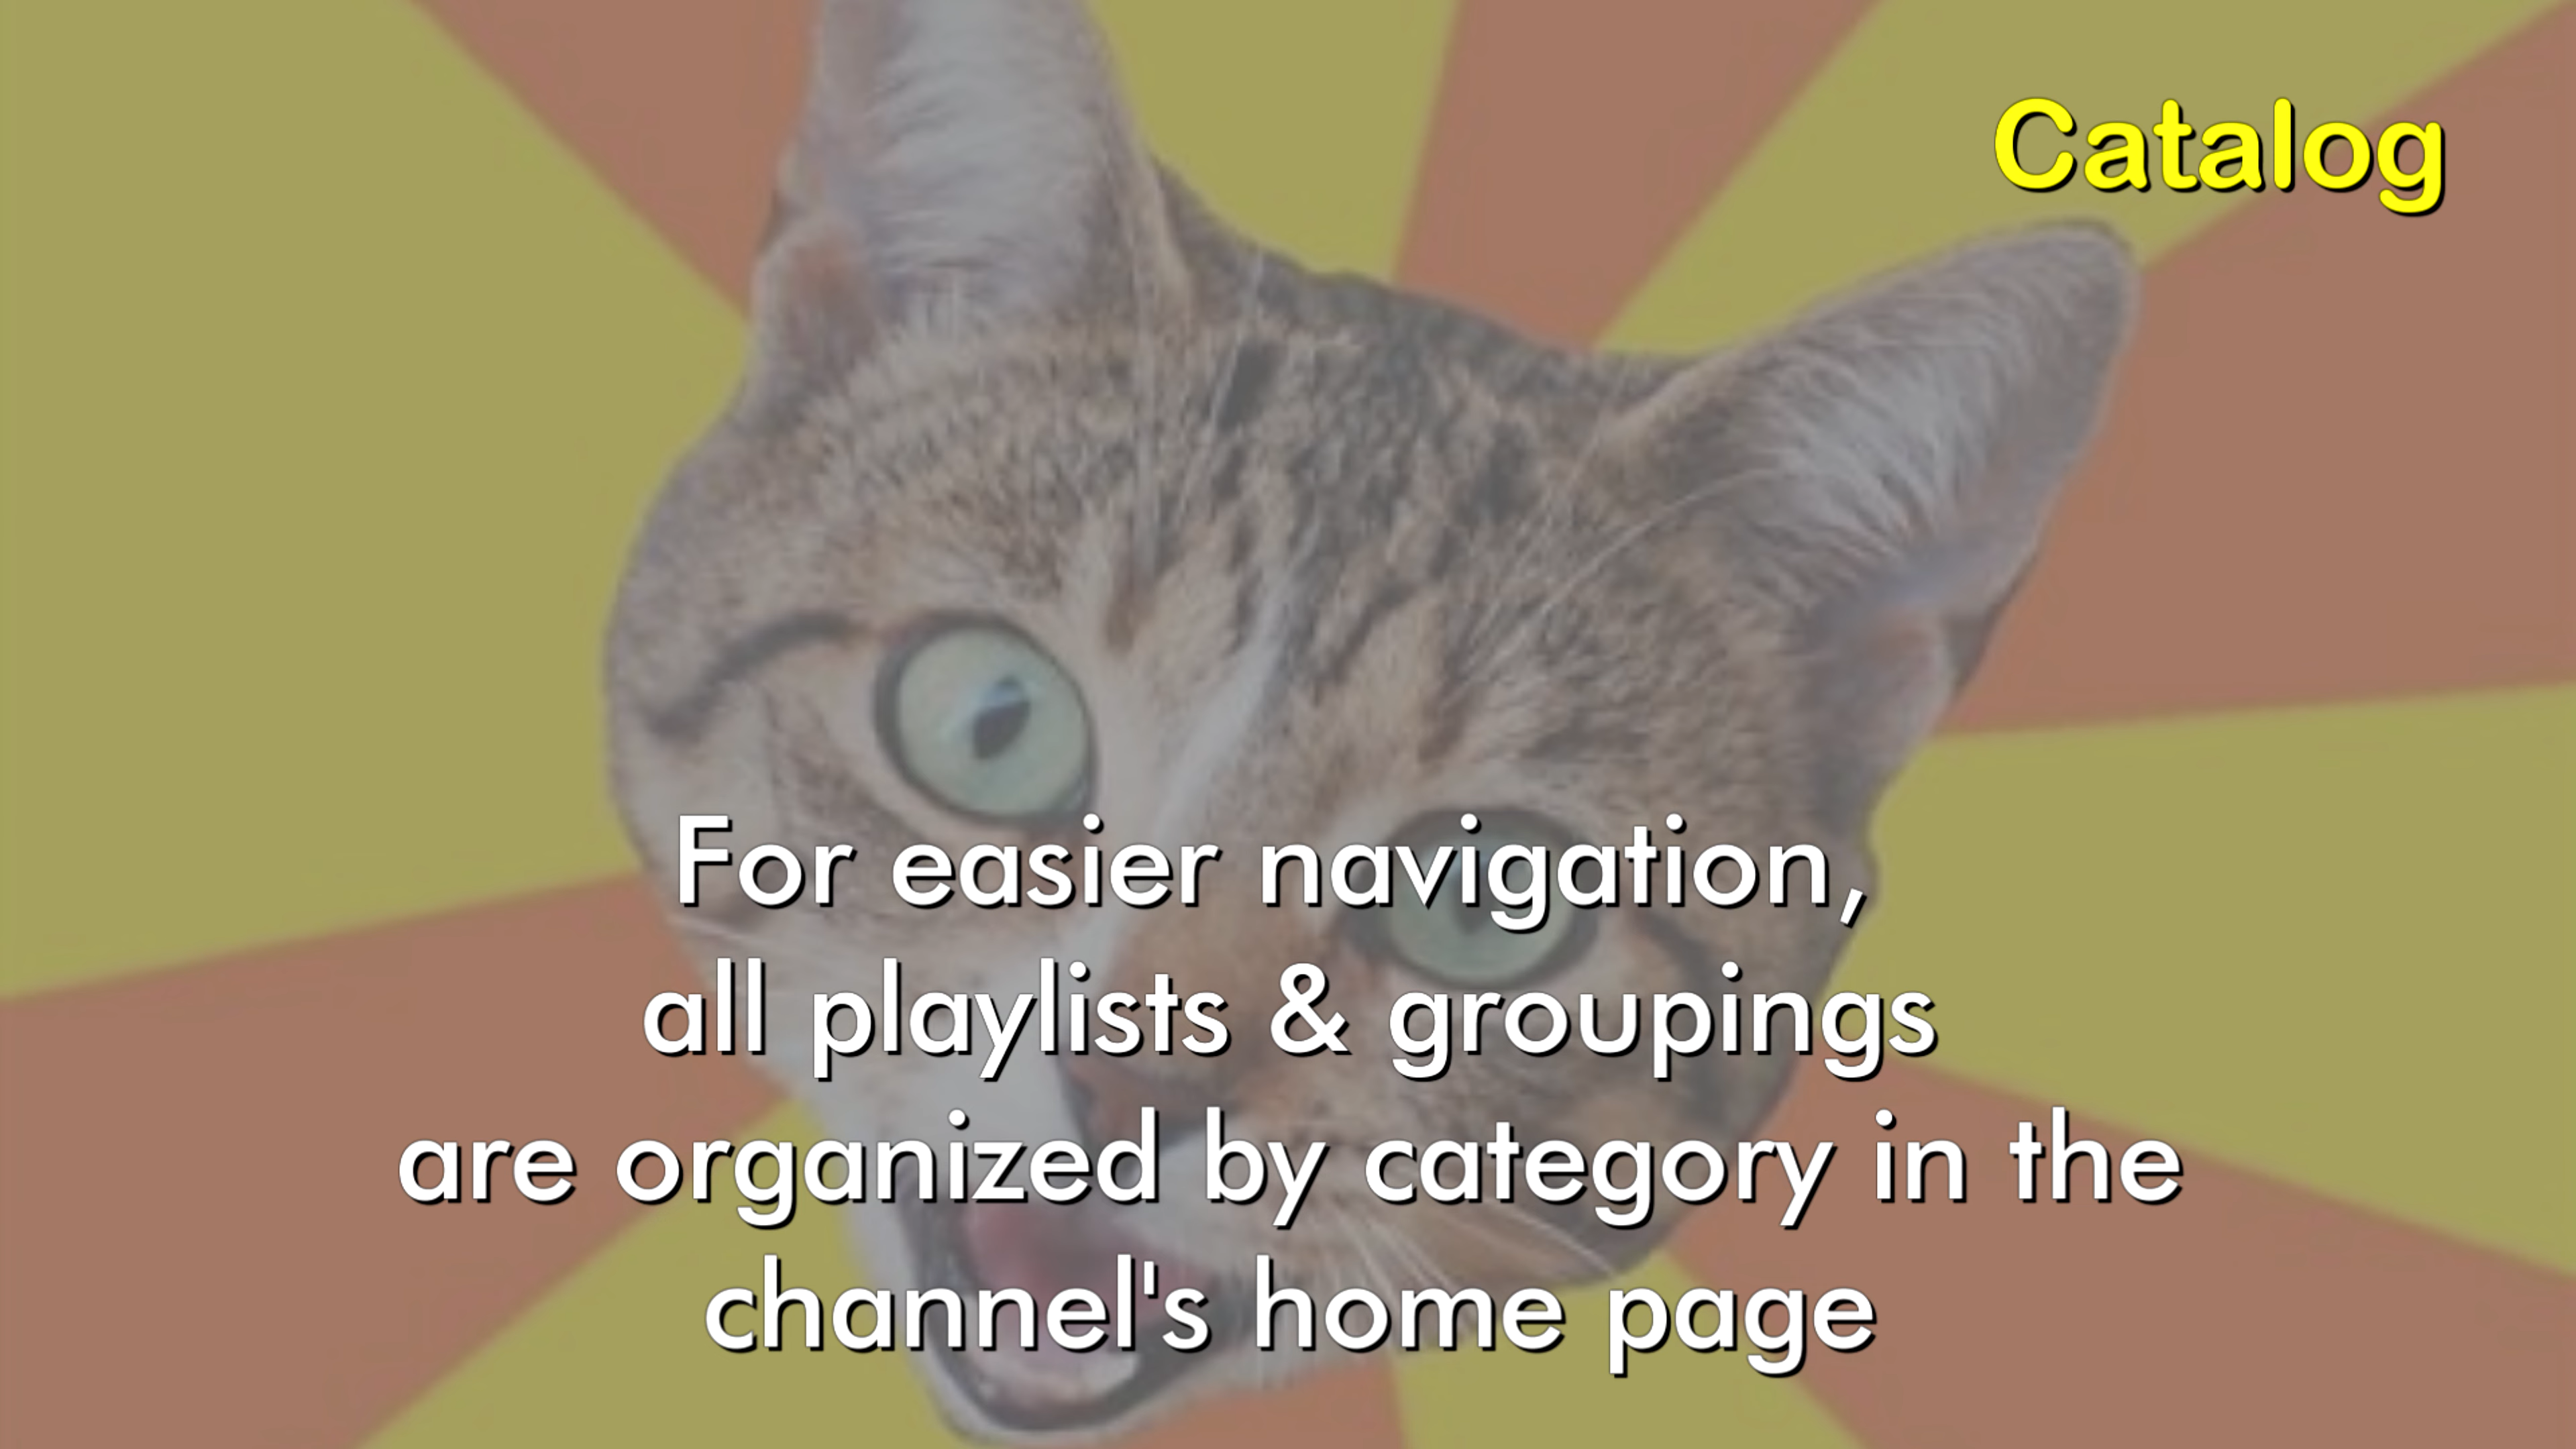 Catalog
For easier navigation,
all playlists & groupings
are organized by category in the
channel's home page